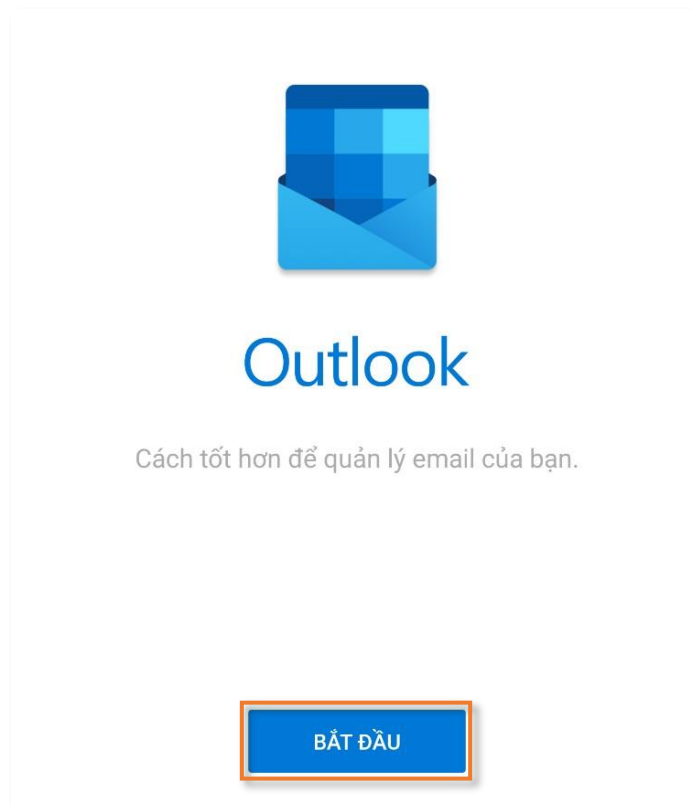 Outlook
Cách tốt hơn để quản lý email của bạn.
BẮT ĐẦU